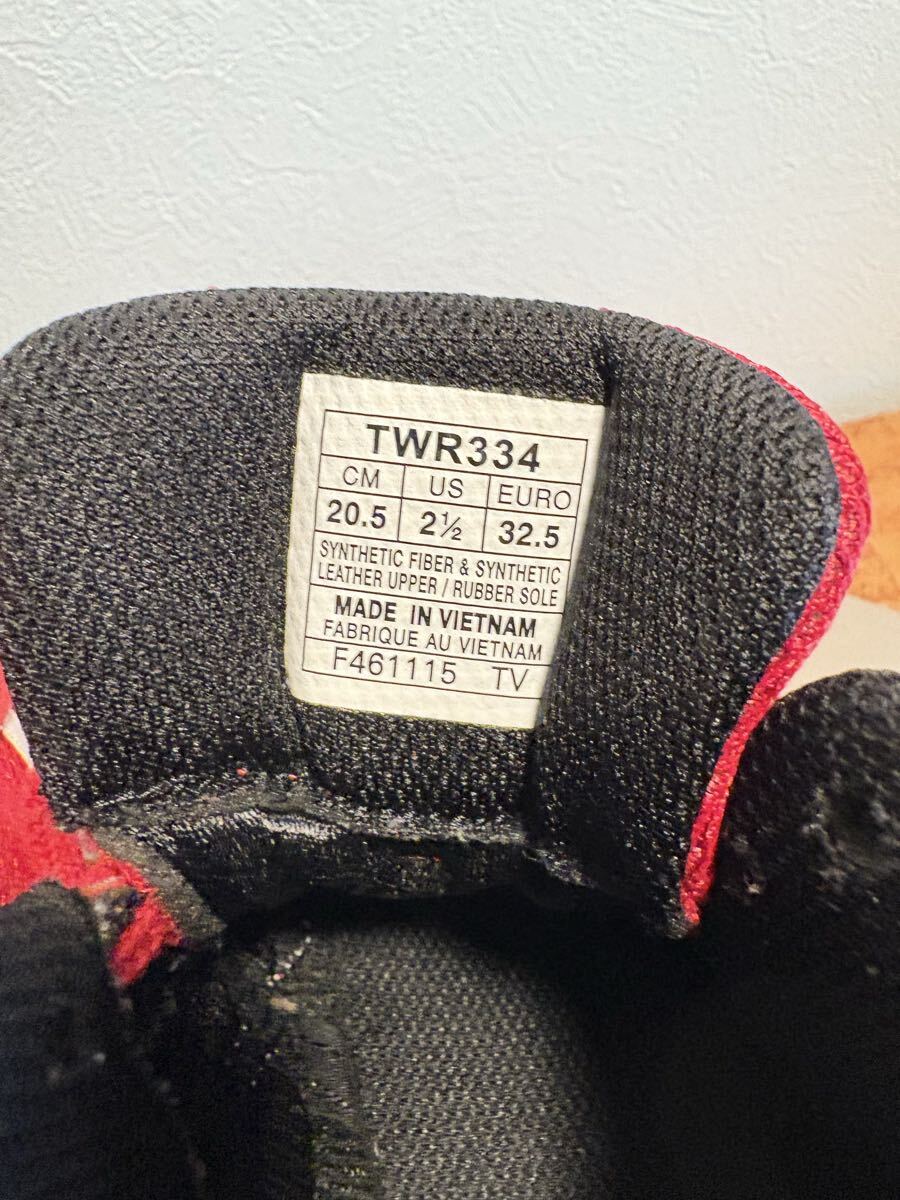 TWR334
CM US EURO
20.5 2½ 32.5
SYNTHETIC FIBER & SYNTHETIC
LEATHER UPPER / RUBBER SOLE
MADE IN VIETNAM
FABRIQUE AU VIETNAM
F461115 TV